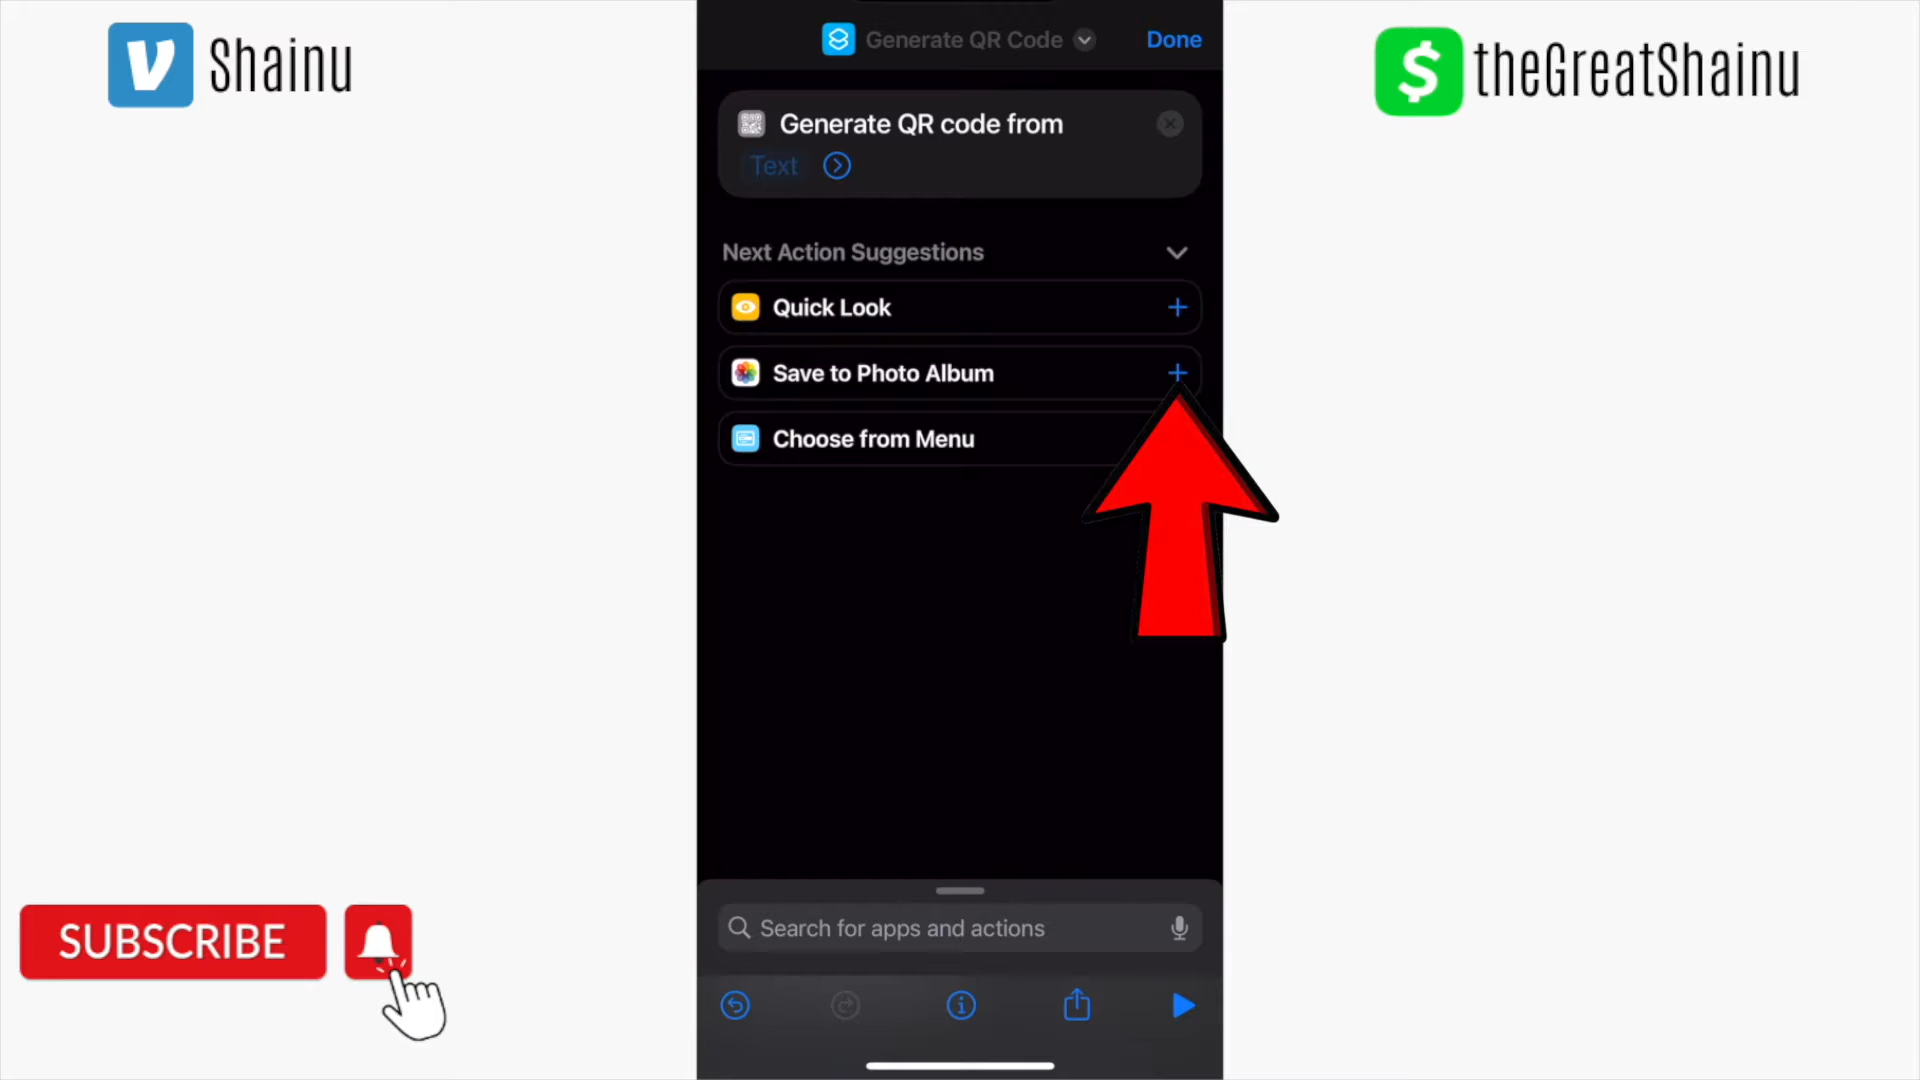 Shainu
Generate QR Code
Done
theGreatShainu
Generate QR code from
Text
Next Action Suggestions
Quick Look
Save to Photo Album
Choose from Menu
Search for apps and actions
SUBSCRIBE